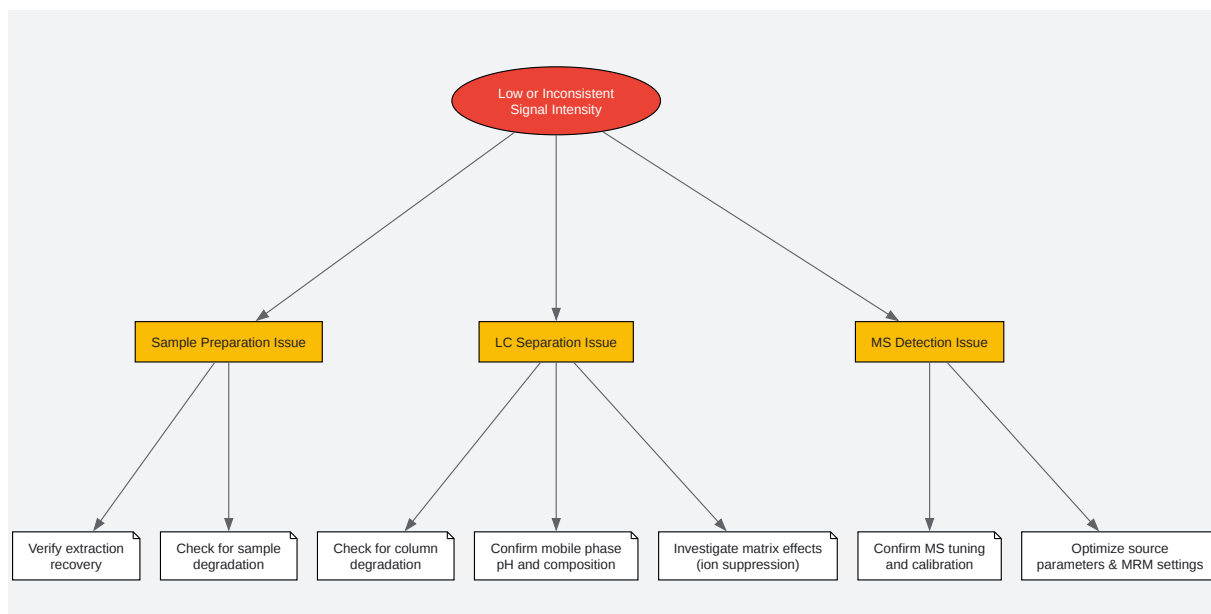 Low or Inconsistent
Signal Intensity
Sample Preparation Issue
LC Separation Issue
MS Detection Issue
Verify extraction
recovery
Check for sample
degradation
Check for column
degradation
Confirm mobile phase
pH and composition
Investigate matrix effects
(ion suppression)
Confirm MS tuning
and calibration
Optimize source
parameters & MRM settings